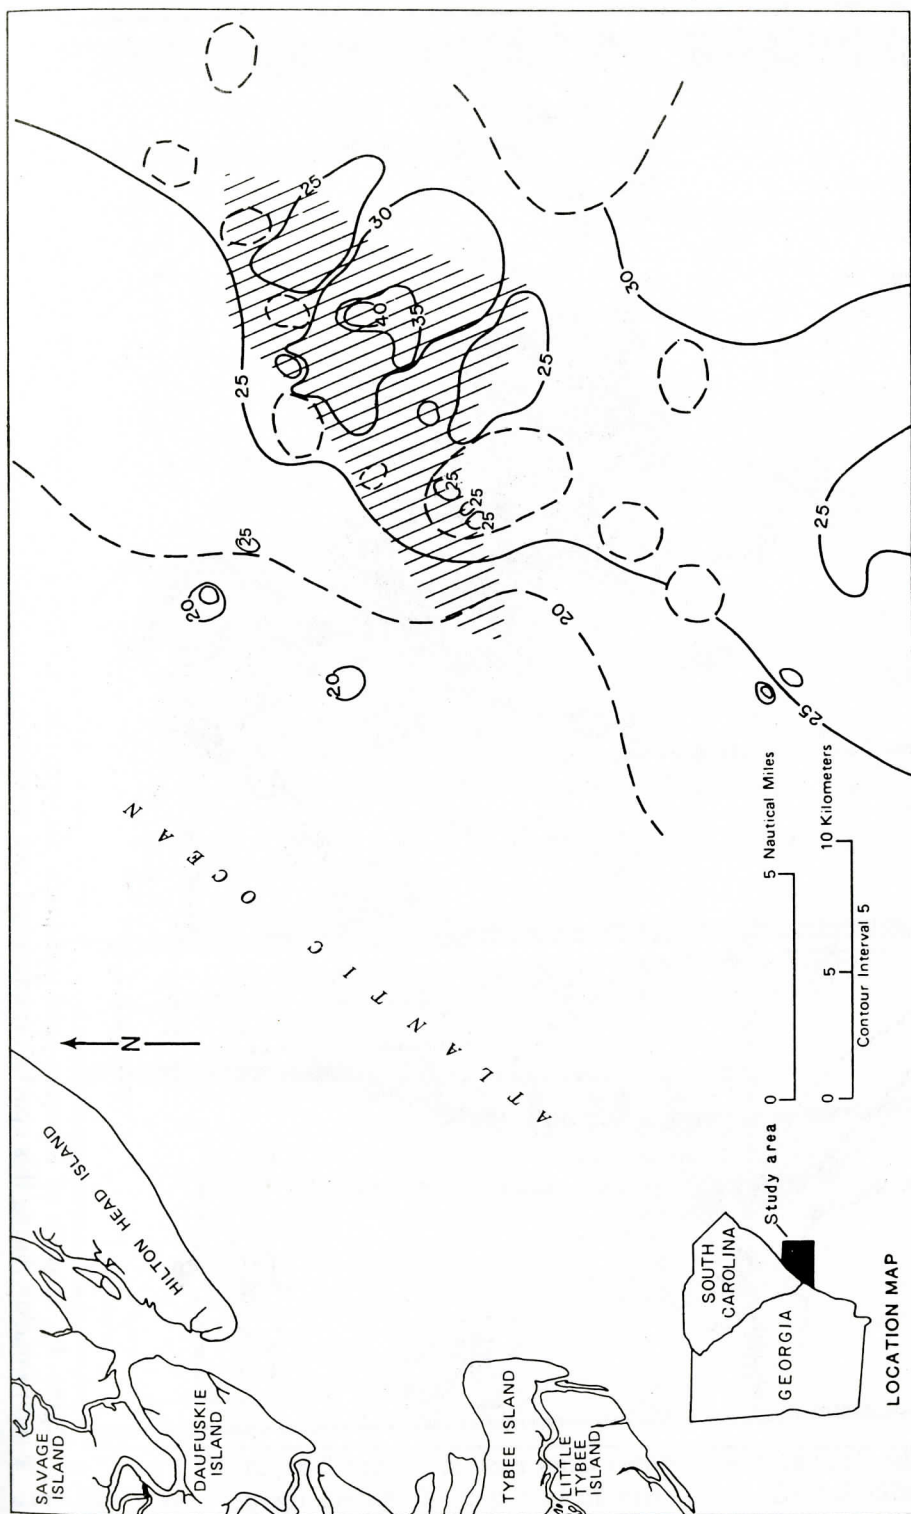 SAVAGE
ISLAND
HILTON HEAD ISLAND
DAUFUSKIE
ISLAND
TYBEE ISLAND
LITTLE
TYBEE
ISLAND
N
ATLANTIC OCEAN
20
25
20
25
25
40
35
30
25
25
25
25
20
30
25
25
SOUTH
CAROLINA
GEORGIA
Study area
LOCATION MAP
0 5 Nautical Miles
0 5 10 Kilometers
Contour Interval 5